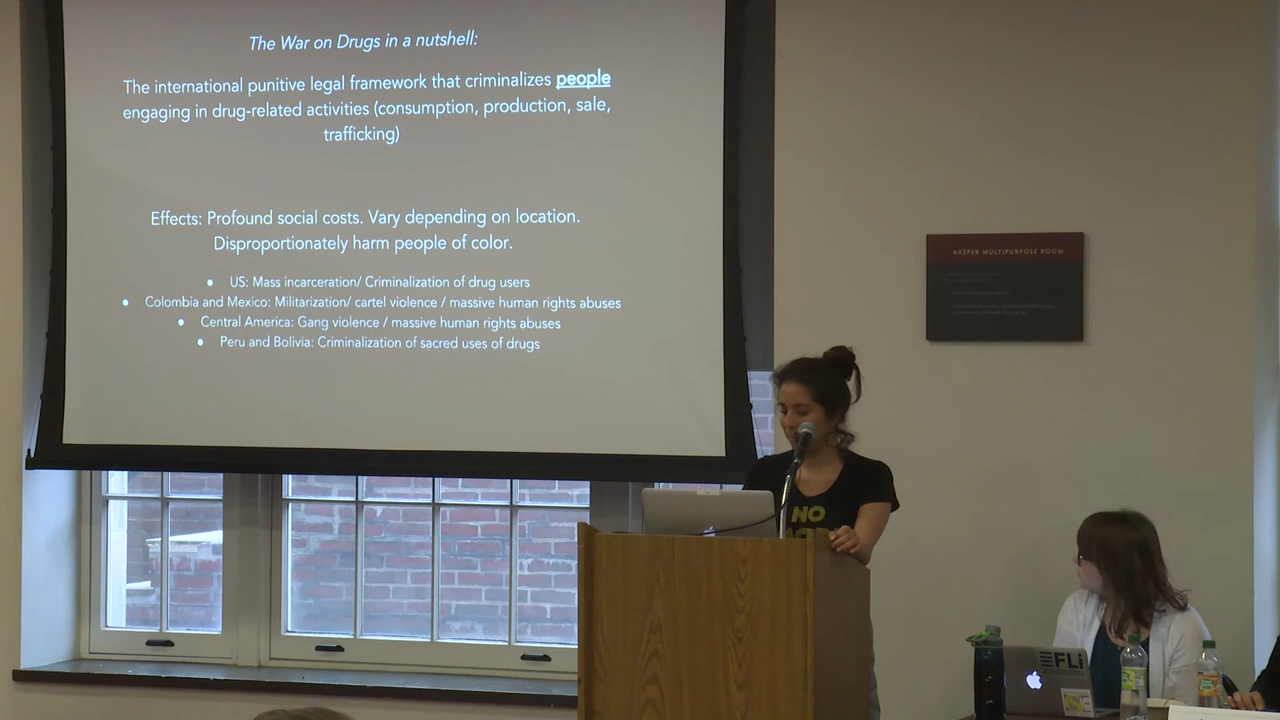 The War on Drugs in a nutshell:
The international punitive legal framework that criminalizes people
engaging in drug-related activities (consumption, production, sale,
trafficking)
Effects: Profound social costs. Vary depending on location.
Disproportionately harm people of color.
• US: Mass incarceration/ Criminalization of drug users
• Colombia and Mexico: Militarization/ cartel violence / massive human rights abuses
• Central America: Gang violence / massive human rights abuses
• Peru and Bolivia: Criminalization of sacred uses of drugs
KASPER MULTIPURPOSE ROOM
NO
FLi